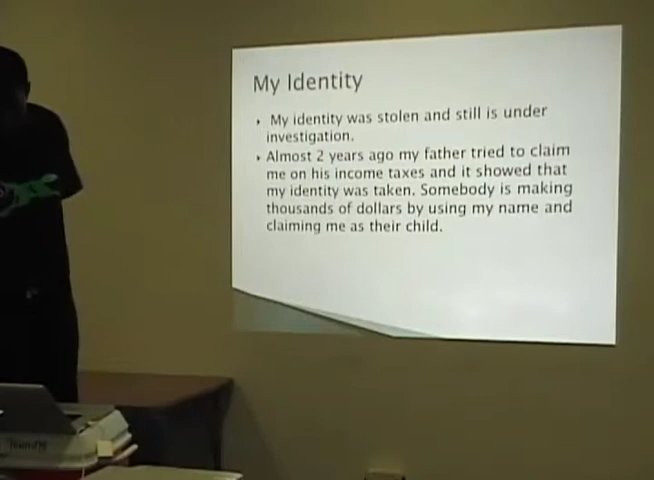 My Identity
My identity was stolen and still is under
investigation.
Almost 2 years ago my father tried to claim
me on his income taxes and it showed that
my identity was taken. Somebody is making
thousands of dollars by using my name and
claiming me as their child.